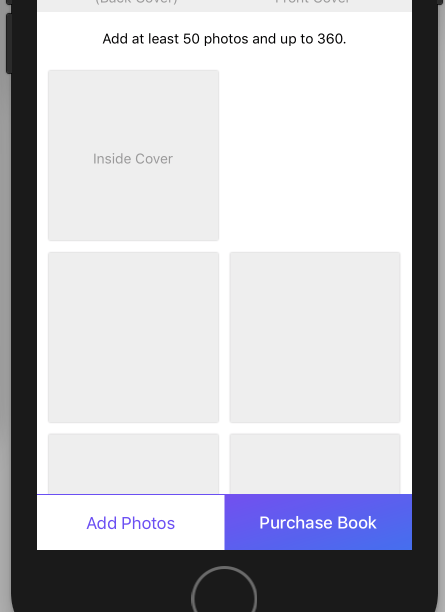 (Back Cover) Front Cover
Add at least 50 photos and up to 360.
Inside Cover
Add Photos Purchase Book